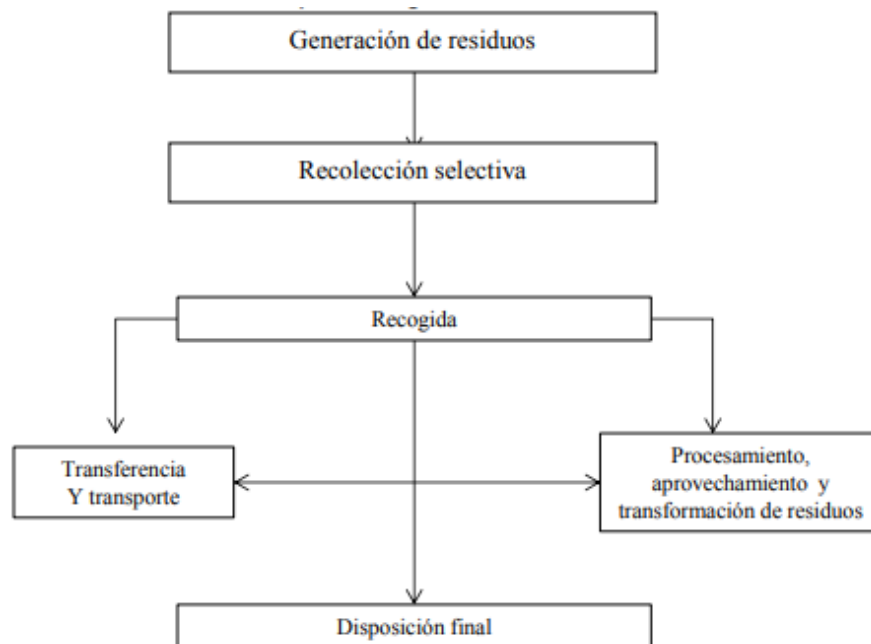 Generación de residuos
Recolección selectiva
Recogida
Transferencia
Y transporte
Procesamiento,
aprovechamiento y
transformación de residuos
Disposición final